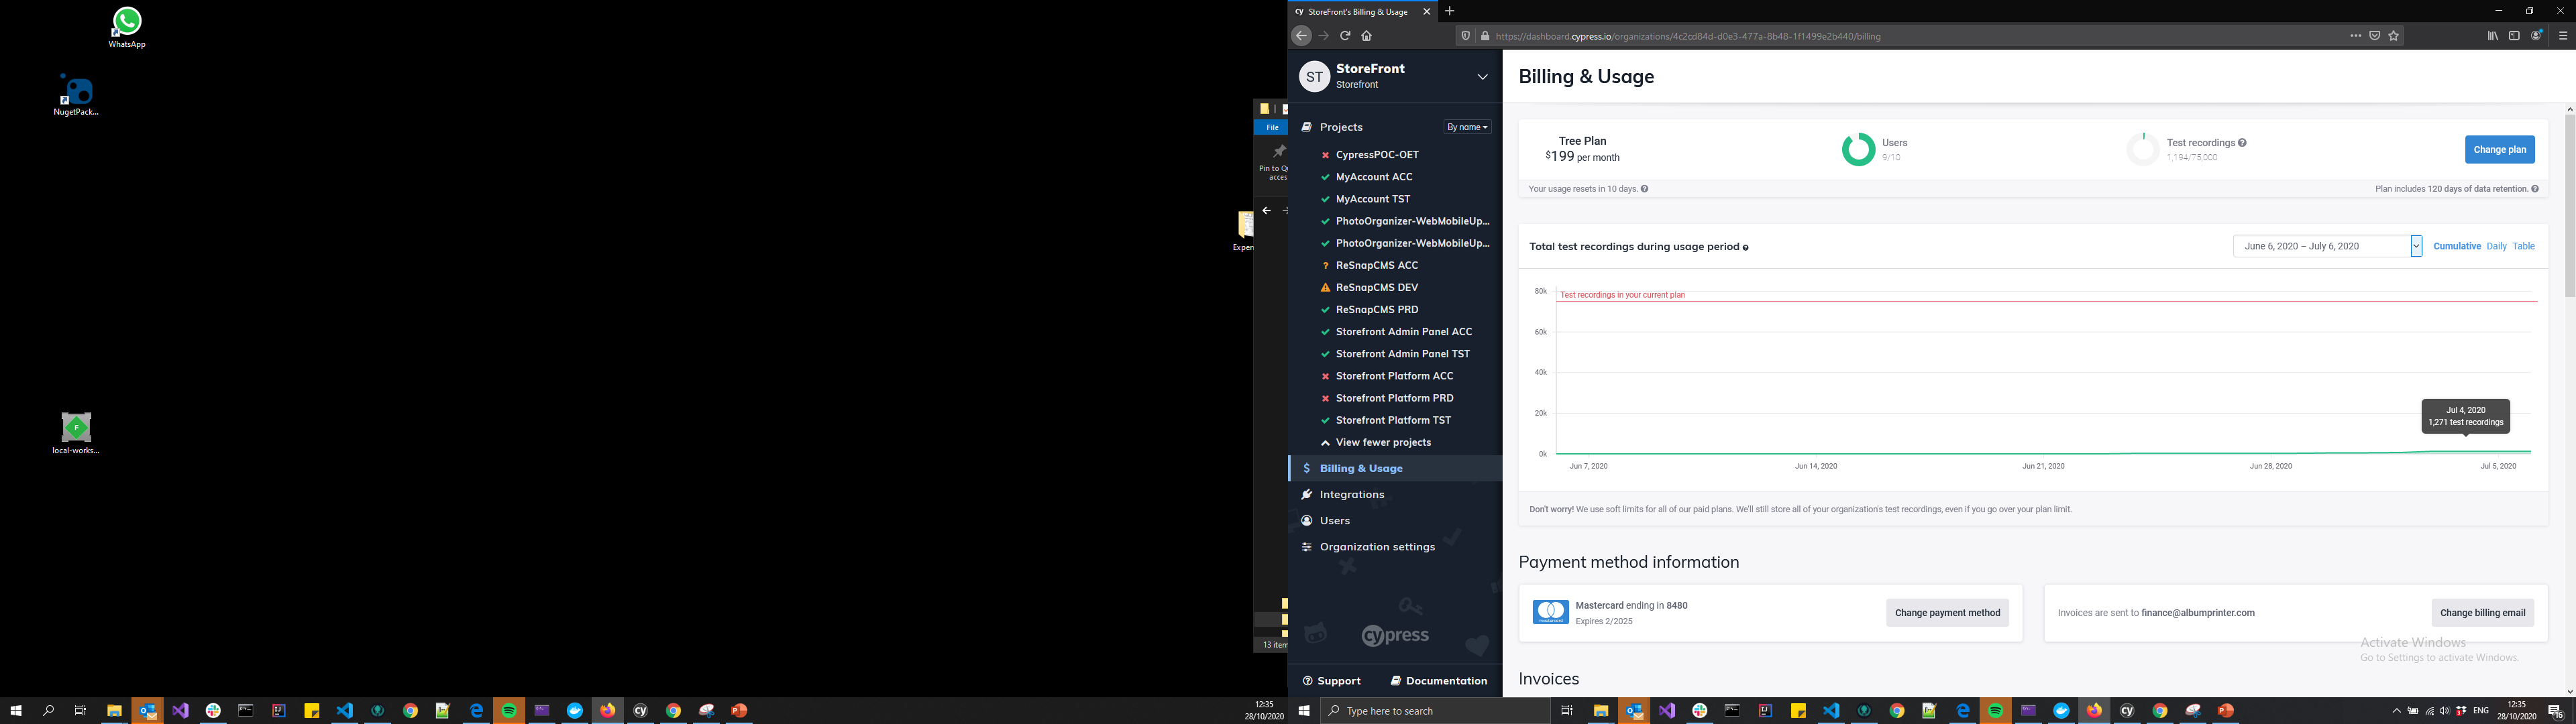 WhatsApp
NugetPack...
local-works...
File
Pin to Q
acces
Expen
13 item
StoreFront's Billing & Usage
https://dashboard.cypress.io/organizations/4c2cd84d-d0e3-477a-8b48-1f1499e2b440/billing
ST
StoreFront
Storefront
Projects
By name
CypressPOC-OET
MyAccount ACC
MyAccount TST
PhotoOrganizer-WebMobileUp...
PhotoOrganizer-WebMobileUp...
ReSnapCMS ACC
ReSnapCMS DEV
ReSnapCMS PRD
Storefront Admin Panel ACC
Storefront Admin Panel TST
Storefront Platform ACC
Storefront Platform PRD
Storefront Platform TST
View fewer projects
Billing & Usage
Integrations
Users
Organization settings
cypress
Support
Documentation
Billing & Usage
Tree Plan
$199 per month
Users
9/10
Test recordings
1,194/75,000
Change plan
Your usage resets in 10 days.
Plan includes 120 days of data retention.
Total test recordings during usage period
June 6, 2020 – July 6, 2020
Cumulative Daily Table
80k
Test recordings in your current plan
60k
40k
20k
0k
Jul 4, 2020
1,271 test recordings
Jun 7, 2020
Jun 14, 2020
Jun 21, 2020
Jun 28, 2020
Jul 5, 2020
Don't worry! We use soft limits for all of our paid plans. We'll still store all of your organization's test recordings, even if you go over your plan limit.
Payment method information
Mastercard ending in 8480
Expires 2/2025
Change payment method
Invoices are sent to finance@albumprinter.com
Change billing email
Activate Windows
Go to Settings to activate Windows.
Invoices
12:35
28/10/2020
Type here to search
ENG
12:35
28/10/2020